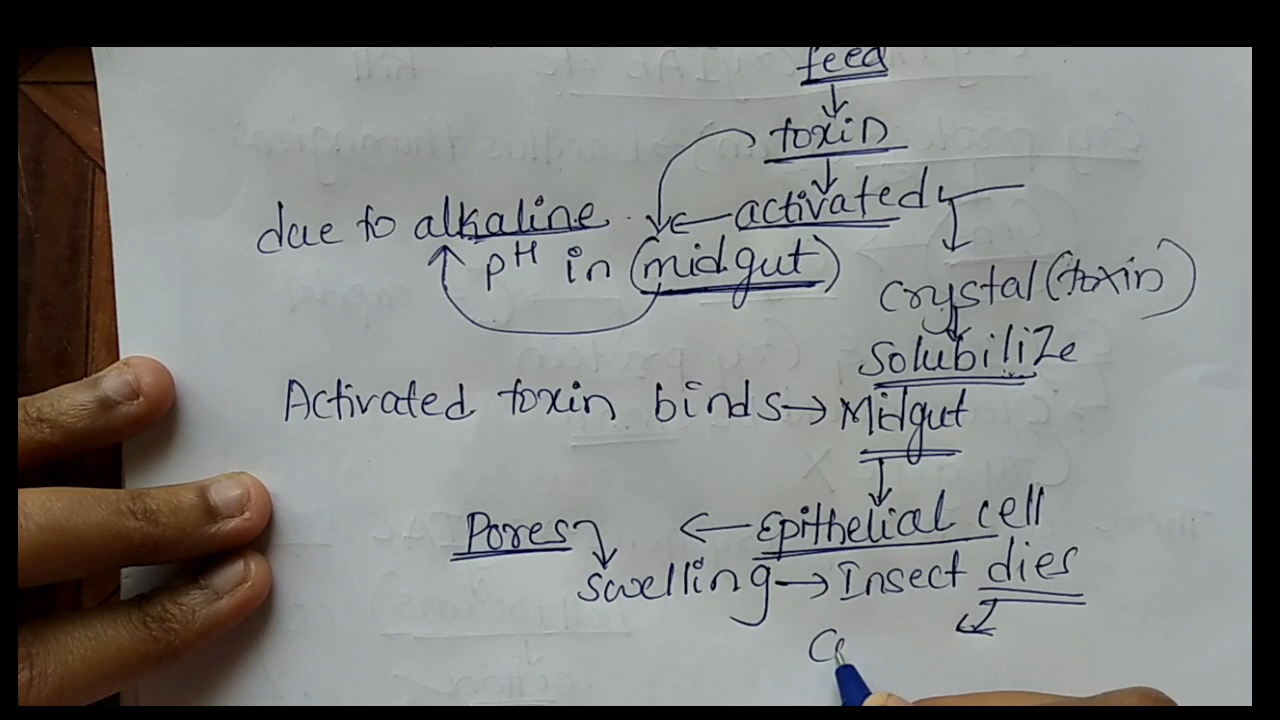 feed
toxin
activated
due to alkaline
pH in (midgut)
Crystal (toxin)
Solubilize
Activated toxin binds → Midgut
Pores ← Epithelial cell
Swelling → Insect dies
C